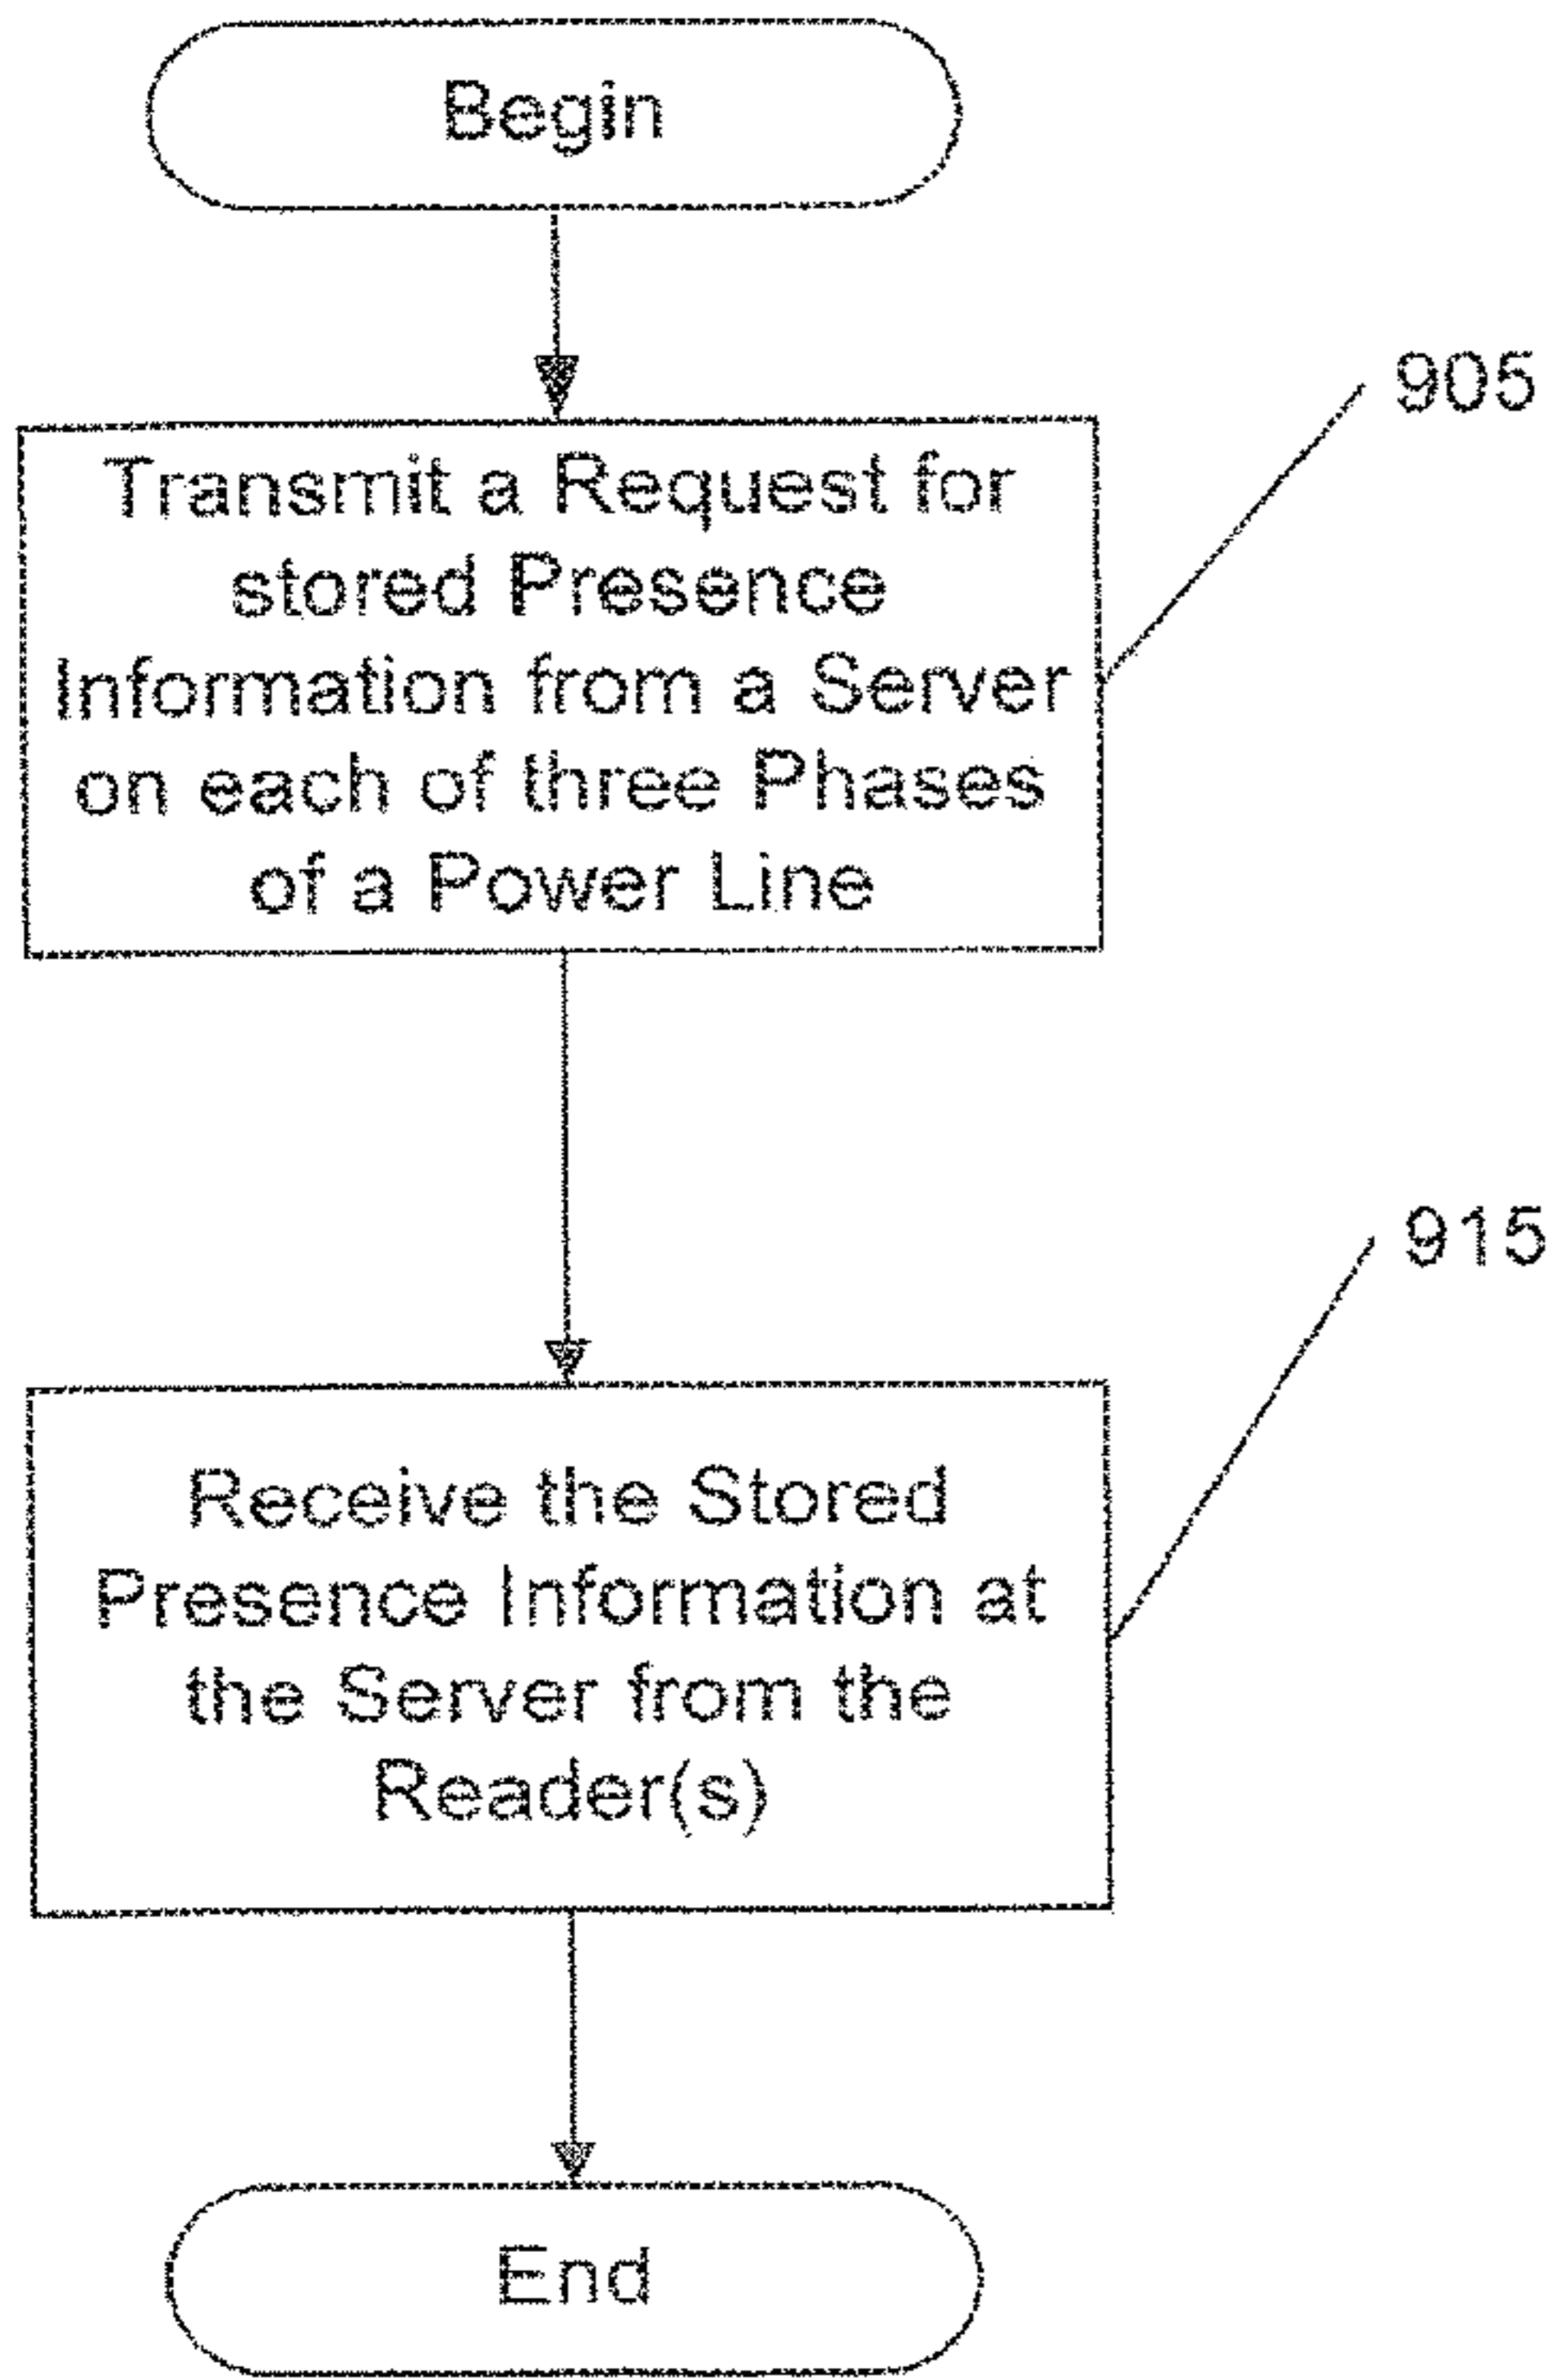 Begin
905
Transmit a Request for
stored Presence
Information from a Server
on each of three Phases
of a Power Line
915
Receive the Stored
Presence Information at
the Server from the
Reader(s)
End